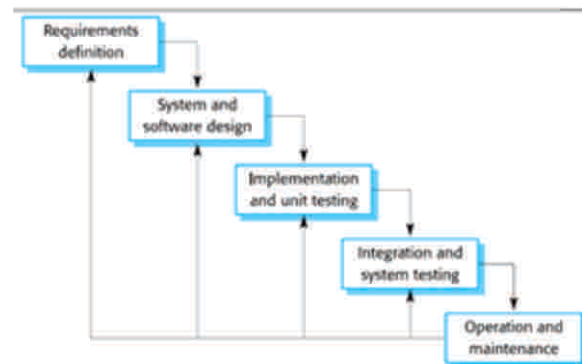 Requirements
definition
System and
software design
Implementation
and unit testing
Integration and
system testing
Operation and
maintenance